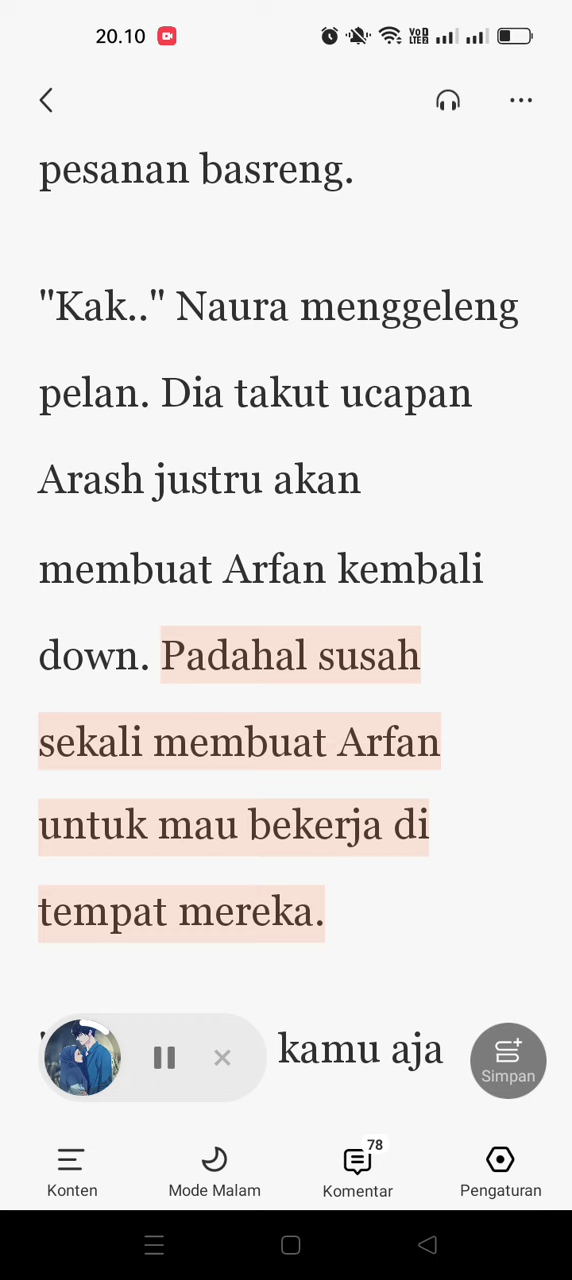 20.10
VoD
LTE2
pesanan basreng.
"Kak.." Naura menggeleng
pelan. Dia takut ucapan
Arash justru akan
membuat Arfan kembali
down. Padahal susah
sekali membuat Arfan
untuk mau bekerja di
tempat mereka.
kamu aja
Simpan
78
Konten
Mode Malam
Komentar
Pengaturan